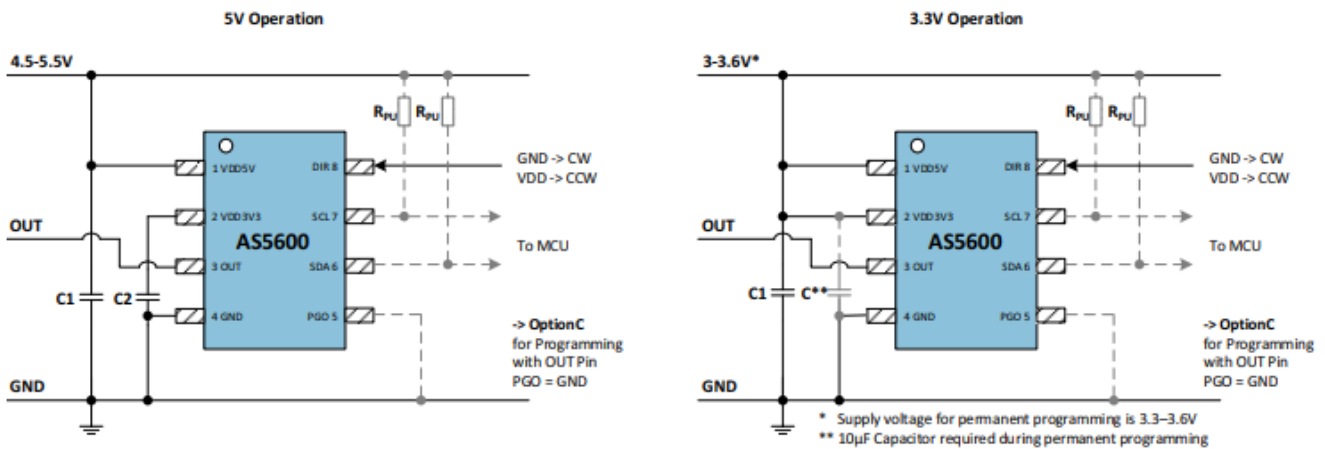 5V Operation
4.5-5.5V
RPU RPU
1 VDD5V
DIR 8
GND -> CW
VDD -> CCW
2 VDD3V3
SCL 7
OUT
AS5600
To MCU
3 OUT
SDA 6
C1
C2
4 GND
PGO 5
-> OptionC
for Programming
with OUT Pin
PGO = GND
GND
3.3V Operation
3-3.6V*
RPU RPU
1 VDD5V
DIR 8
GND -> CW
VDD -> CCW
2 VDD3V3
SCL 7
OUT
AS5600
To MCU
3 OUT
SDA 6
C1
C**
4 GND
PGO 5
-> OptionC
for Programming
with OUT Pin
PGO = GND
GND
* Supply voltage for permanent programming is 3.3–3.6V
** 10µF Capacitor required during permanent programming